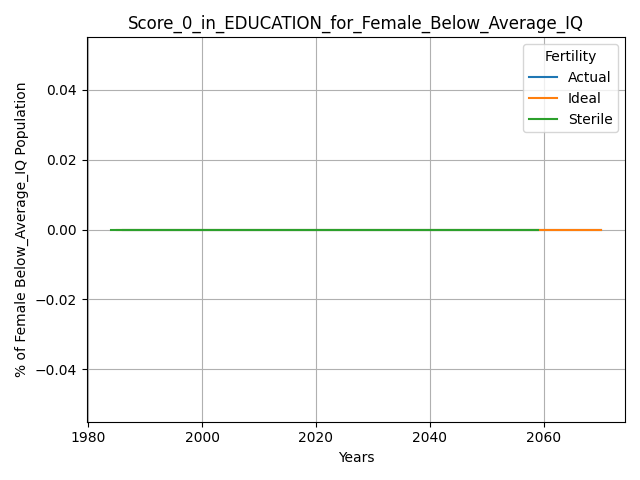 Score_0_in_EDUCATION_for_Female_Below_Average_IQ
Fertility
Actual
Ideal
Sterile
% of Female Below_Average_IQ Population
0.04
0.02
0.00
−0.02
−0.04
1980
2000
2020
2040
2060
Years